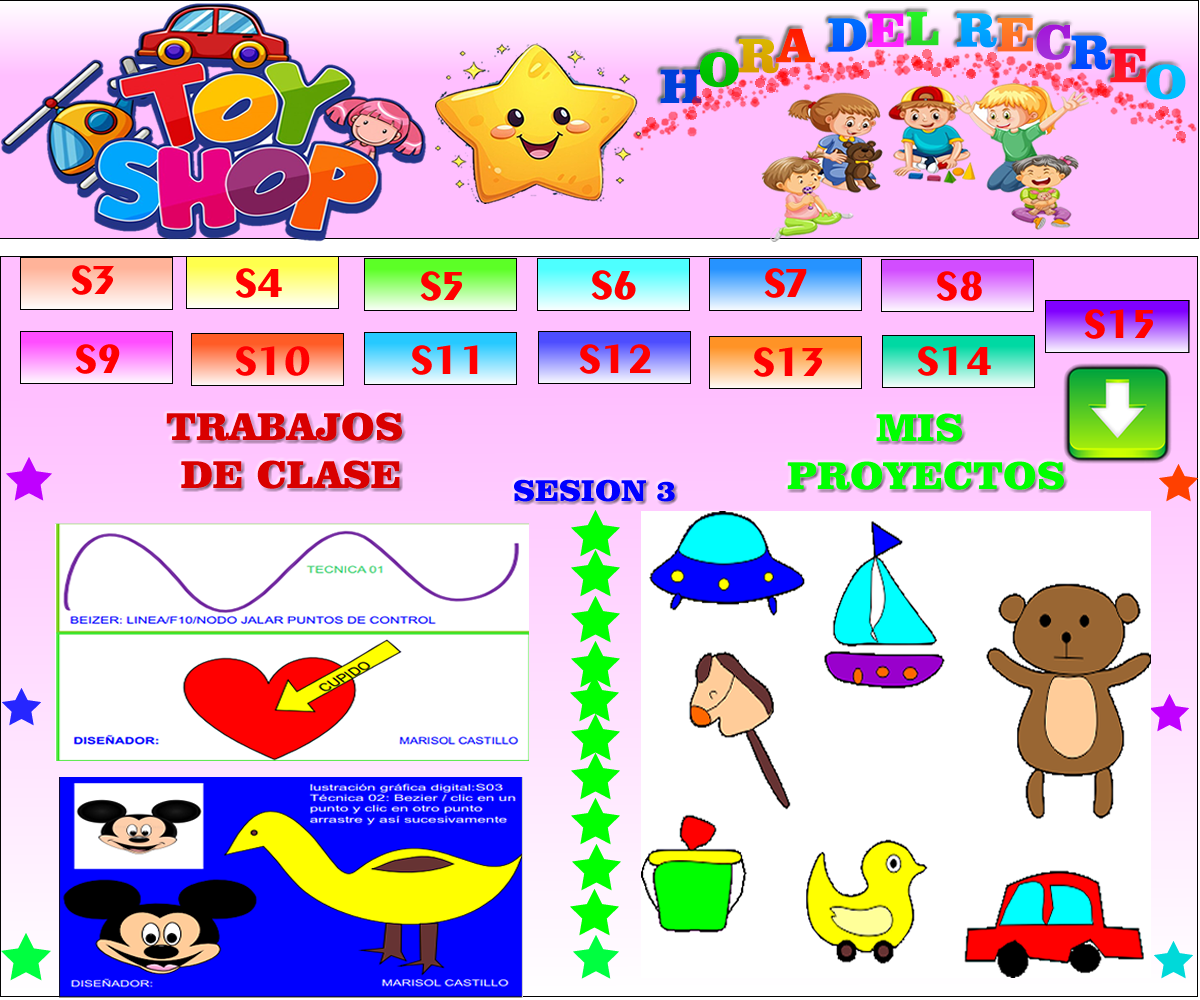 TOY
SHOP
HORA DEL RECREO
S3
S4
S5
S6
S7
S8
S9
S10
S11
S12
S13
S14
S15
TRABAJOS
DE CLASE
MIS
PROYECTOS
SESION 3
TECNICA 01
BEIZER: LINEA/F10/NODO JALAR PUNTOS DE CONTROL
CUPIDO
DISEÑADOR:
MARISOL CASTILLO
lustración gráfica digital:S03
Técnica 02: Bezier / clic en un
punto y clic en otro punto
arrastre y así sucesivamente
DISEÑADOR:
MARISOL CASTILLO